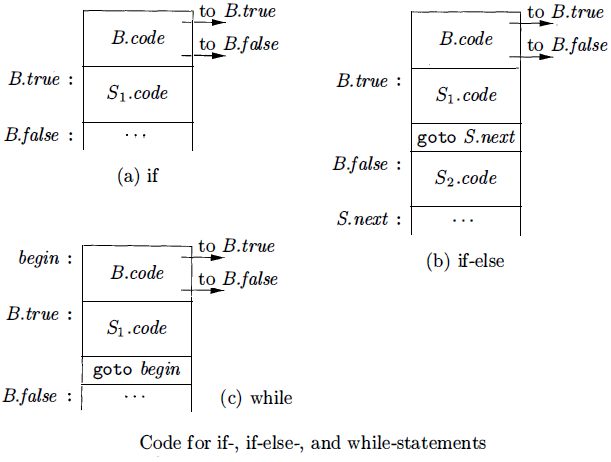 to B.true
B.code
to B.false
B.true :
S1.code
B.false :
...
(a) if
to B.true
B.code
to B.false
B.true :
S1.code
goto S.next
B.false :
S2.code
S.next :
...
(b) if-else
begin :
to B.true
B.code
to B.false
B.true :
S1.code
goto begin
B.false :
...
(c) while
Code for if-, if-else-, and while-statements